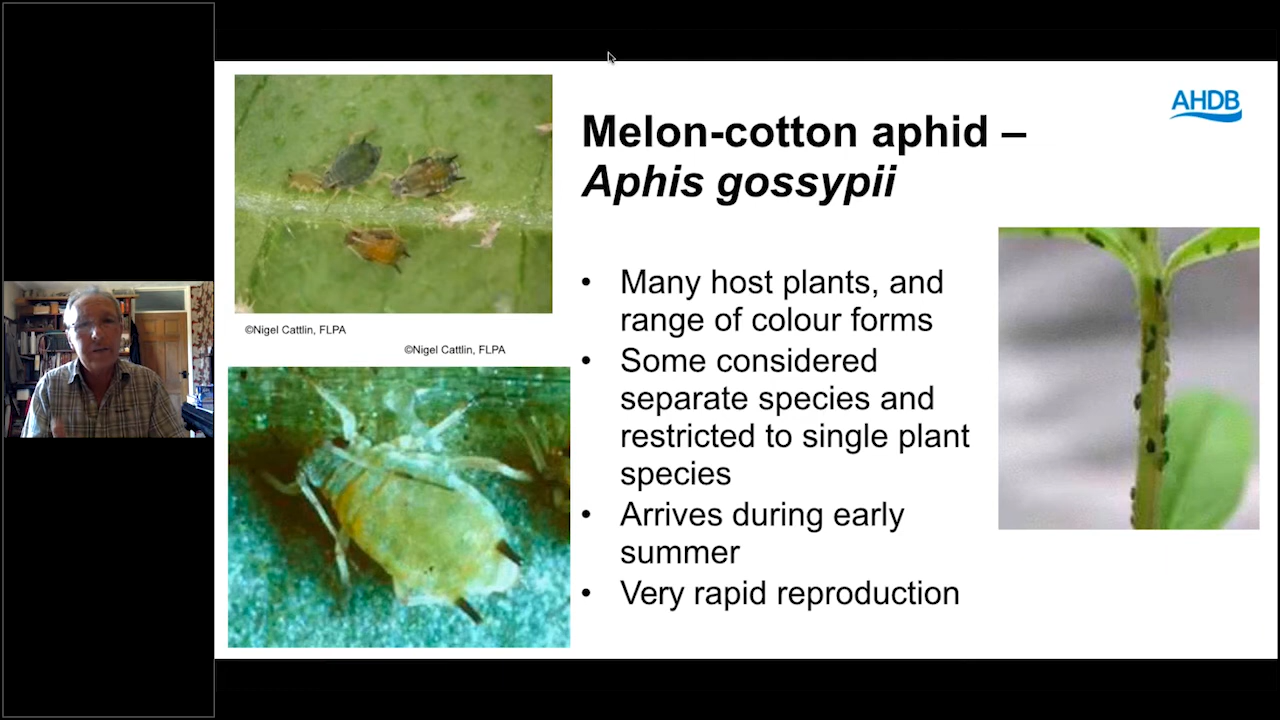 AHDB
Melon-cotton aphid –
Aphis gossypii
©Nigel Cattlin, FLPA
©Nigel Cattlin, FLPA
• Many host plants, and
range of colour forms
• Some considered
separate species and
restricted to single plant
species
• Arrives during early
summer
• Very rapid reproduction